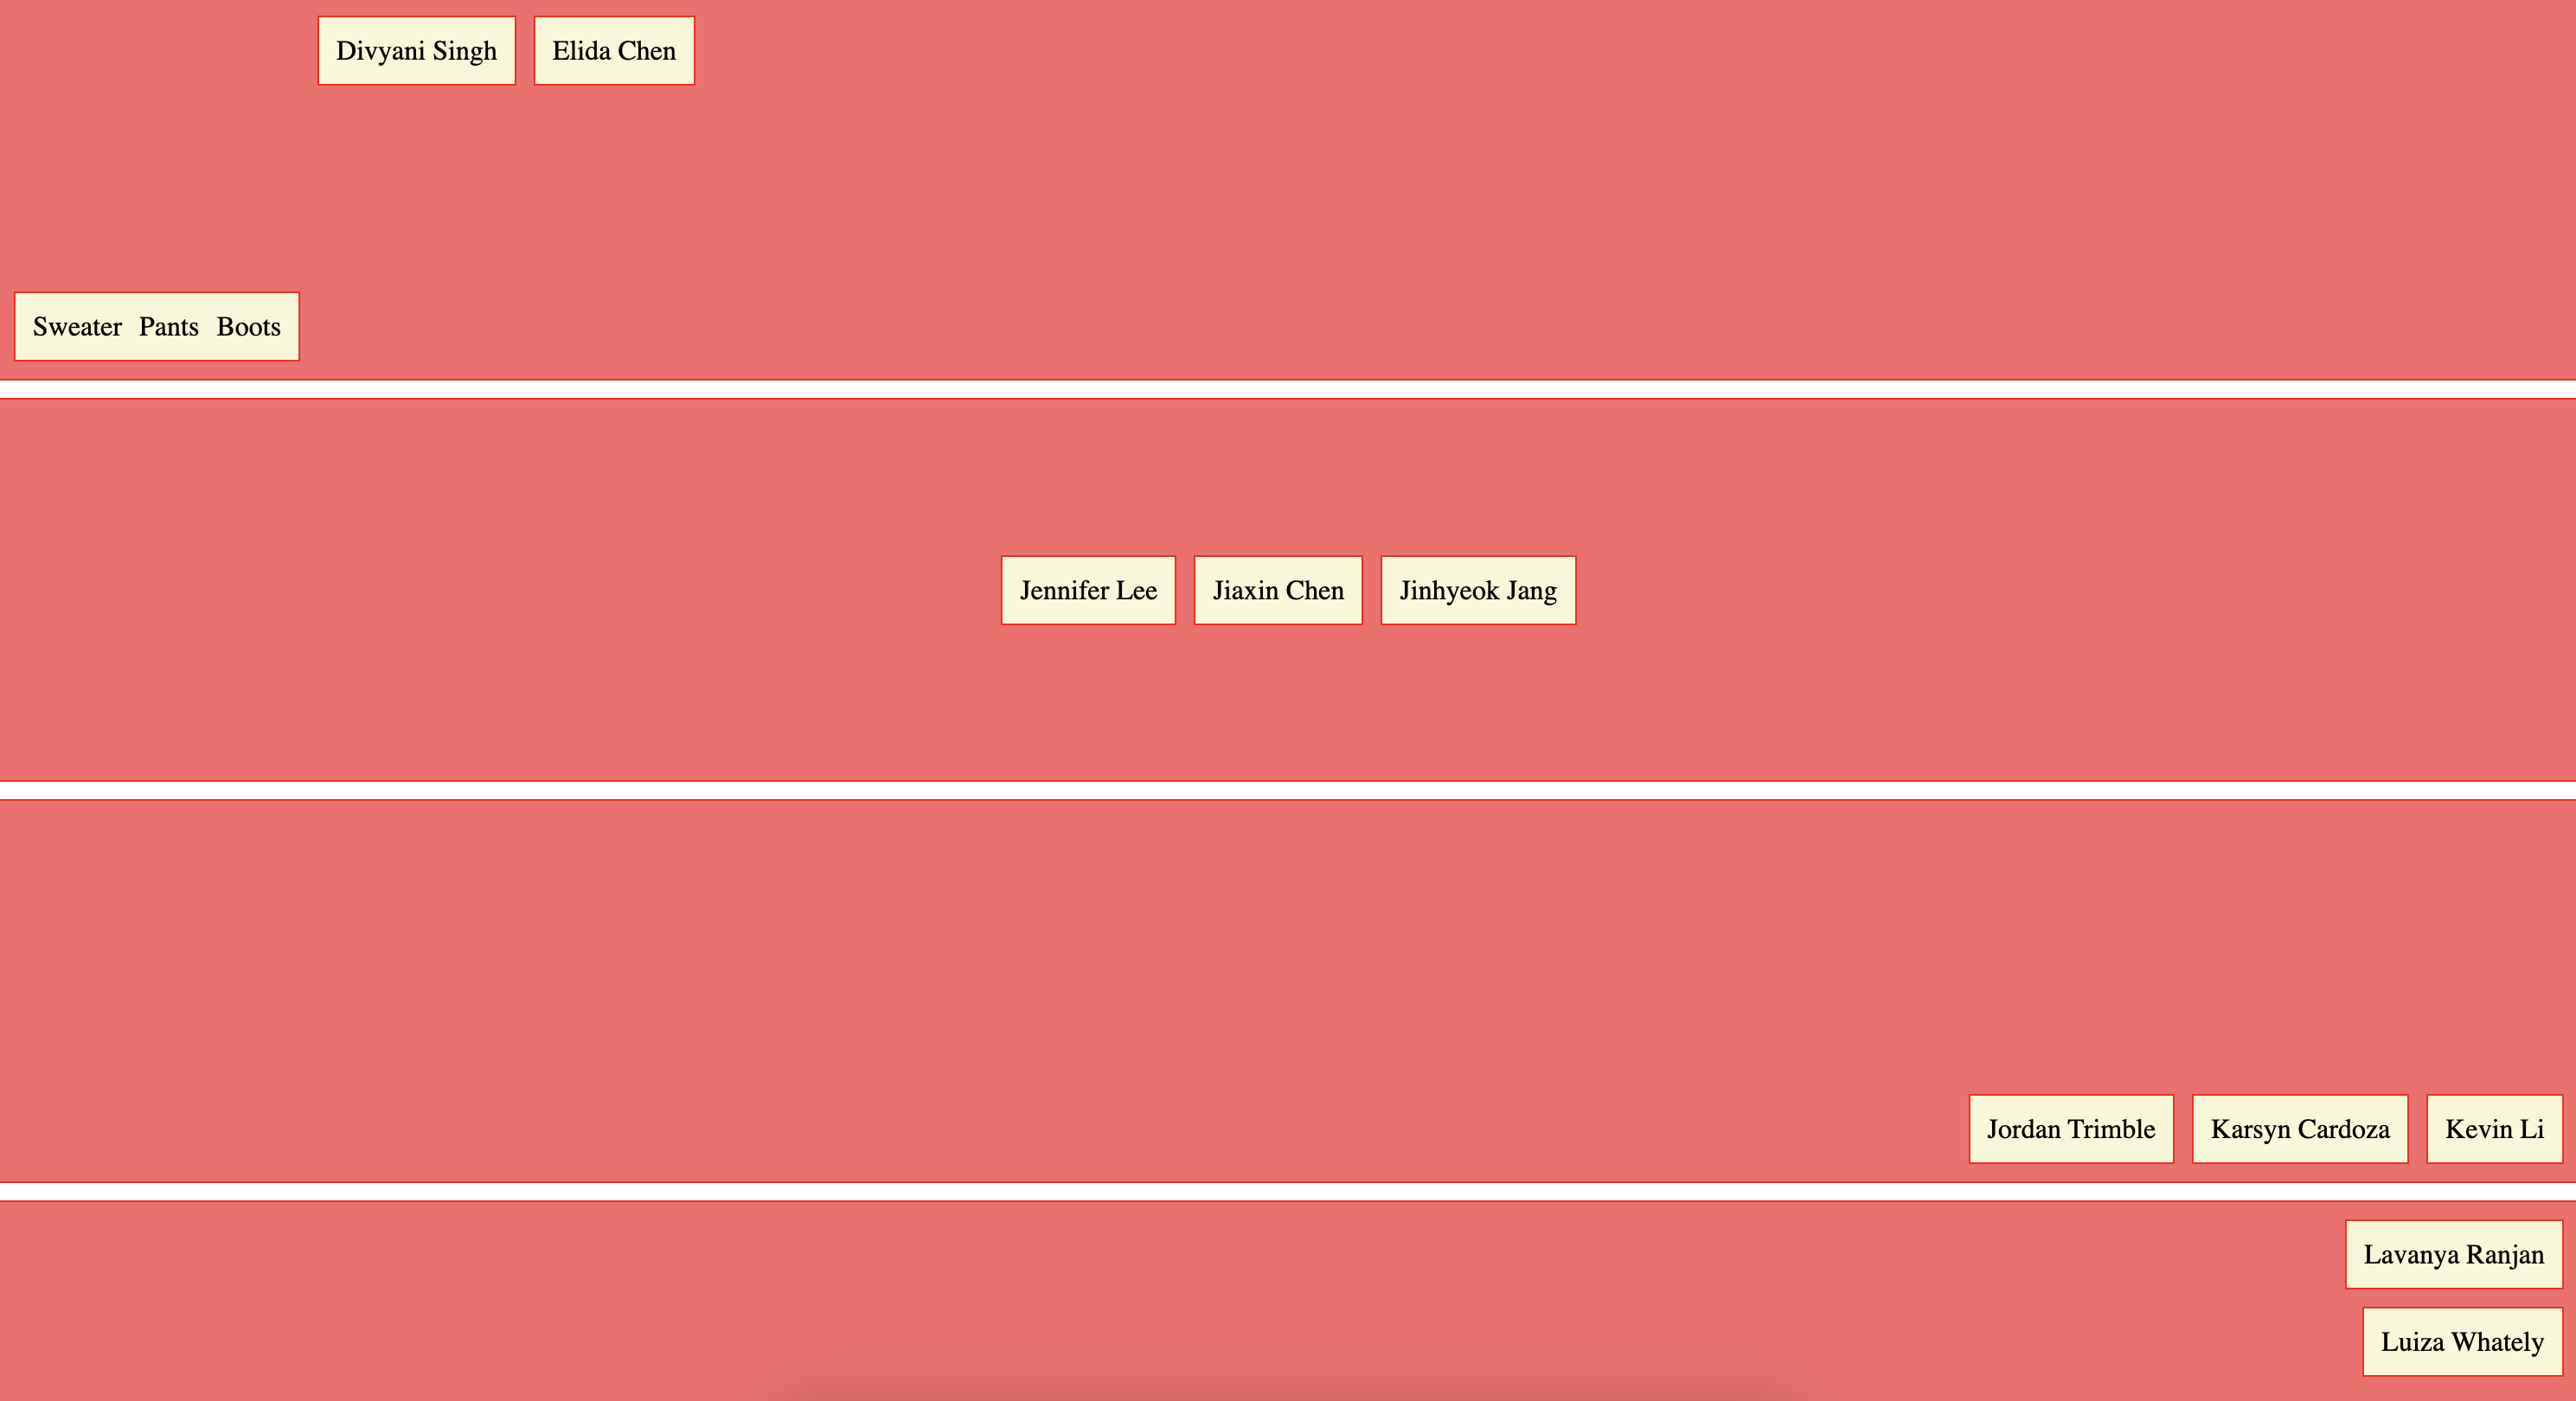 Divyani Singh Elida Chen
Sweater Pants Boots
Jennifer Lee Jiaxin Chen Jinhyeok Jang
Jordan Trimble Karsyn Cardoza Kevin Li
Lavanya Ranjan
Luiza Whately